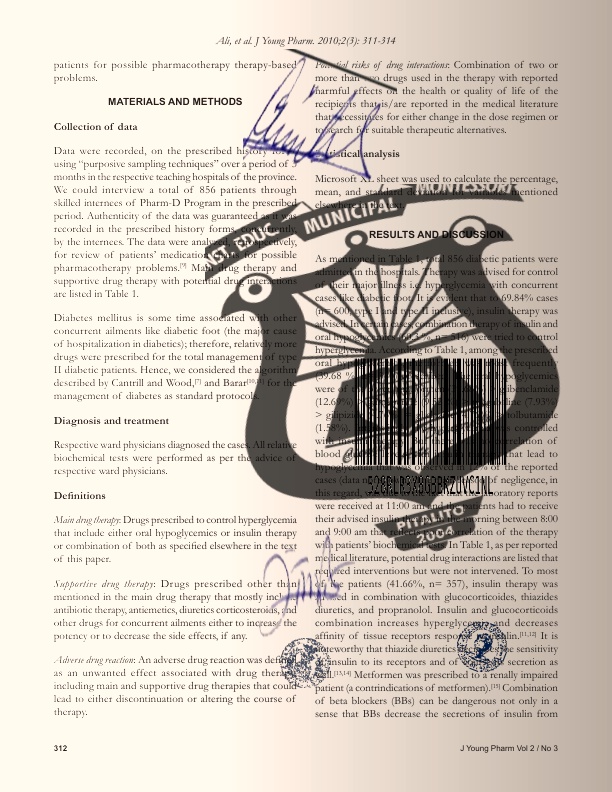 Ali, et al. J Young Pharm. 2010;2(3): 311-314
patients for possible pharmacotherapy therapy-based
problems.
MATERIALS AND METHODS
Collection of data
Data were recorded, on the prescribed history
using “purposive sampling techniques” over a period of 3
months in the respective teaching hospitals of the province.
We could interview a total of 856 patients through
skilled internees of Pharm-D Program in the prescribed
period. Authenticity of the data was guaranteed as it was
recorded in the prescribed history forms, concurrently,
by the internees. The data were analyzed, retrospectively,
for review of patients’ medication charts for possible
pharmacotherapy problems.[9] Main drug therapy and
supportive drug therapy with potential drug interactions
are listed in Table 1.
Diabetes mellitus is some time associated with other
concurrent ailments like diabetic foot (the major cause
of hospitalization in diabetics); therefore, relatively more
drugs were prescribed for the total management of type
II diabetic patients. Hence, we considered the algorithm
described by Cantrill and Wood,[7] and Barar for the
management of diabetes as standard protocols.
Diagnosis and treatment
Respective ward physicians diagnosed the cases. All relative
biochemical tests were performed as per the advice of
respective ward physicians.
Definitions
Main drug therapy: Drugs prescribed to control hyperglycemia
that include either oral hypoglycemics or insulin therapy
or combination of both as specified elsewhere in the text
of this paper.
Supportive drug therapy: Drugs prescribed other than
mentioned in the main drug therapy that mostly include
antibiotic therapy, antiemetics, diuretics corticosteroids, and
other drugs for concurrent ailments either to increase the
potency or to decrease the side effects, if any.
Adverse drug reaction: An adverse drug reaction was defined
as an unwanted effect associated with drug therapy
including main and supportive drug therapies that could
lead to either discontinuation or altering the course of
therapy.
Potential risks of drug interactions: Combination of two or
more than two drugs used in the therapy with reported
harmful effects on the health or quality of life of the
recipients that is/are reported in the medical literature
that necessitates for either change in the dose regimen or
to search for suitable therapeutic alternatives.
Statistical analysis
Microsoft XL sheet was used to calculate the percentage,
mean, and standard deviation for variables mentioned
elsewhere in the text.
RESULTS AND DISCUSSION
As mentioned in Table 1, total 856 diabetic patients were
admitted in the hospitals. Therapy was advised for control
of their major illness i.e. hyperglycemia with concurrent
cases like diabetic foot. It is evident that to 69.84% cases
(n= 600, type I and type II inclusive), insulin therapy was
advised. In certain cases, combination therapy of insulin and
oral hypoglycemics n= 516) were used to control
hyperglycemia. According to Table 1, among the prescribed
oral frequently
(39.68 hypoglycemics
were of glibenclamide
(12.69 (7.93%)
> glipizide tolbutamine
(1.58%). controlled
with correlation of
blood that lead to
hypoglycemia that was observed in of the reported
cases (data of negligence, in
this regard, laboratory reports
were received at 11:00 am and the patients had to receive
their advised insulin therapy in the morning between 8:00
and 9:00 am that reflects no correlation of the therapy
with patients’ biochemical tests. In Table 1, as per reported
medical literature, potential drug interactions are listed that
required interventions but were not intervened. To most
of the patients (41.66%, n= 357), insulin therapy was
advised in combination with glucocorticoides, thiazides
diuretics, and propranolol. Insulin and glucocorticoids
combination increases hyperglycemia and decreases
affinity of tissue receptors response to insulin.[11,12] It is
noteworthy that thiazide diuretics decreases the sensitivity
of insulin to its receptors and of secretion as
well.[13,14] Metformen was prescribed to a renally impaired
patient (a contrindications of metformen).[15] Combination
of beta blockers (BBs) can be dangerous not only in a
sense that BBs decrease the secretions of insulin from
MUNICIPAL
MONTESSORI
312
J Young Pharm Vol 2 / No 3